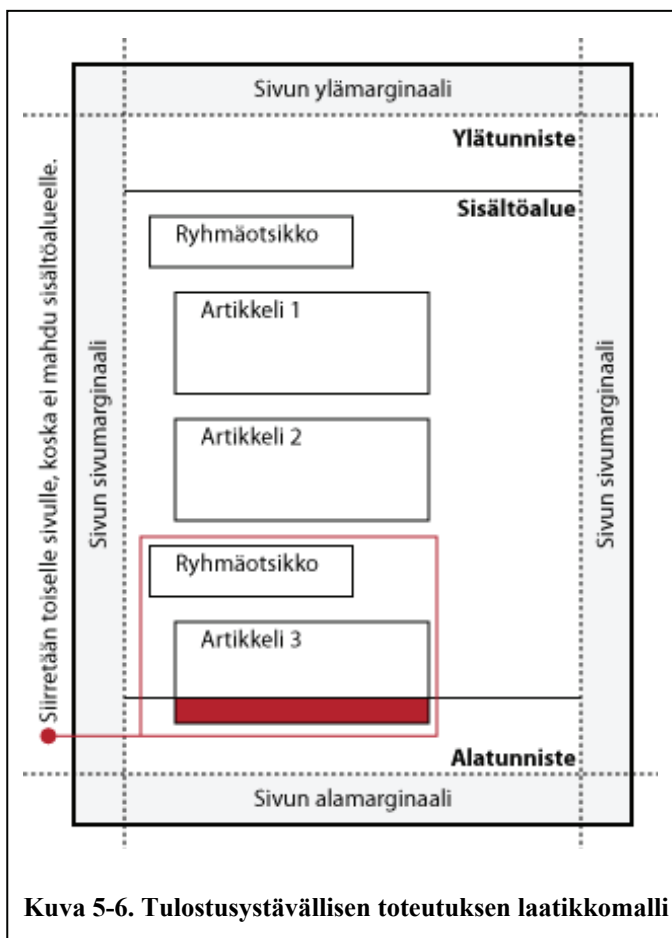 Sivun ylämarginaali
Ylätunniste
Sisältöalue
Siirretään toiselle sivulle, koska ei mahdu sisältöalueelle.
Sivun sivumarginaali
Ryhmäotsikko
Artikkeli 1
Artikkeli 2
Ryhmäotsikko
Artikkeli 3
Sivun sivumarginaali
Alatunniste
Sivun alamarginaali
Kuva 5-6. Tulostusystävällisen toteutuksen laatikkomalli